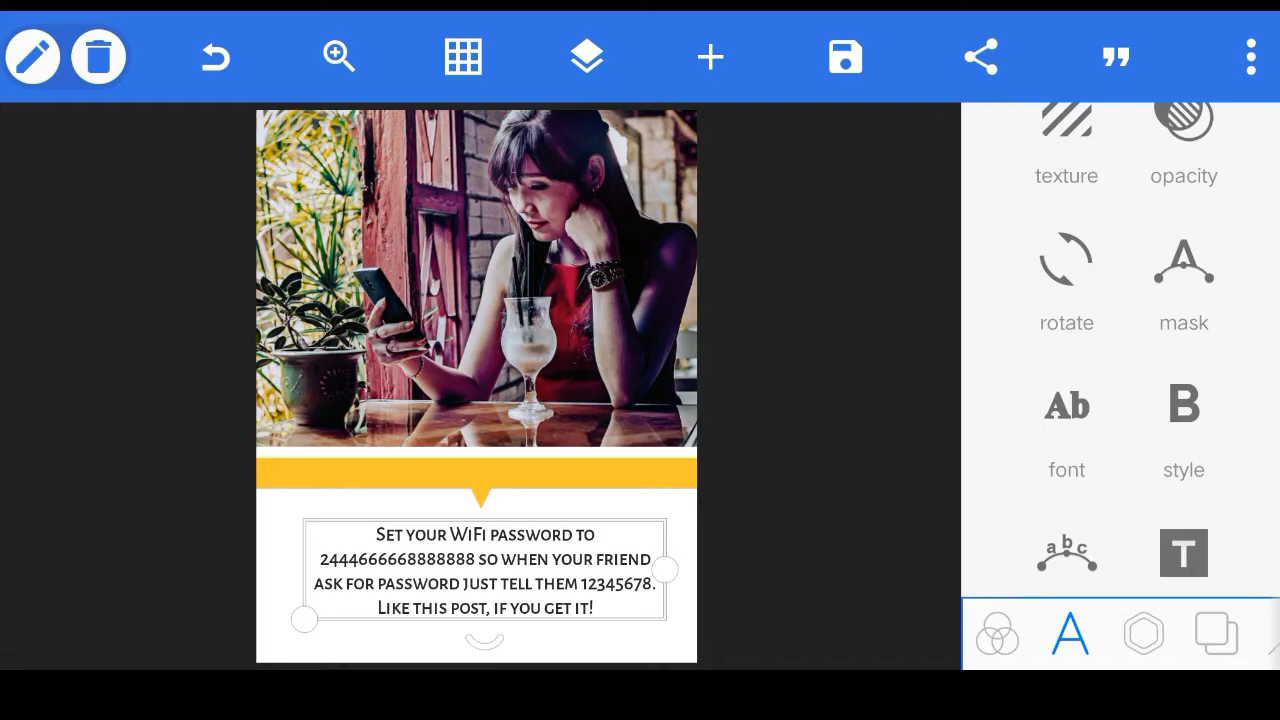 texture
opacity
Set your WiFi password to
2444666668888888 so when your friend
ask for password just tell them 12345678.
Like this post, if you get it!
rotate
mask
Ab
B
font
style
abc
T
A